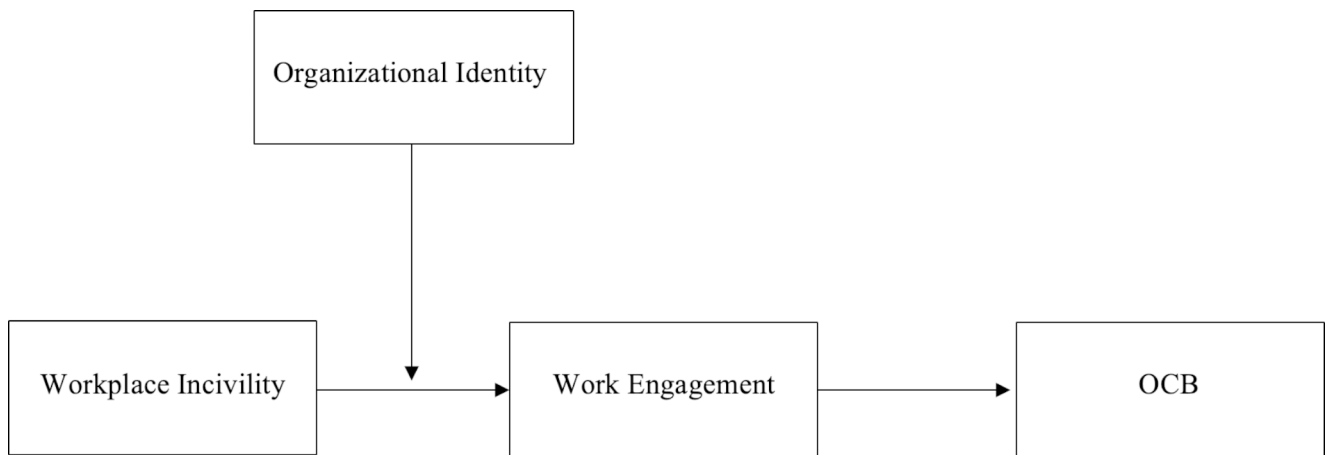 Organizational Identity
Workplace Incivility
Work Engagement
OCB